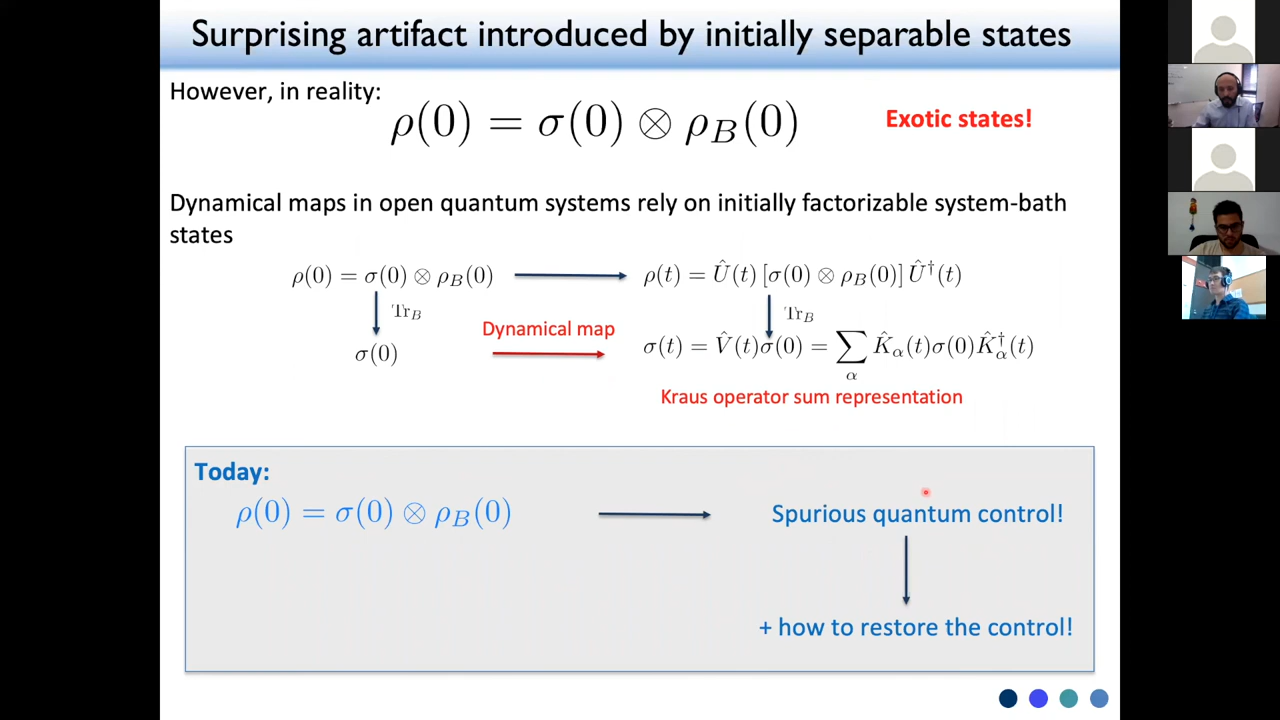 Surprising artifact introduced by initially separable states
However, in reality:
ρ(0) = σ(0) ⊗ ρ_B(0)
Exotic states!
Dynamical maps in open quantum systems rely on initially factorizable system-bath
states
ρ(0) = σ(0) ⊗ ρ_B(0)
ρ(t) = Û(t) [σ(0) ⊗ ρ_B(0)] Û†(t)
Tr_B
Tr_B
Dynamical map
σ(0)
σ(t) = V̂(t)σ(0) = ∑_α K̂_α(t)σ(0)K̂_α†(t)
Kraus operator sum representation
Today:
ρ(0) = σ(0) ⊗ ρ_B(0)
Spurious quantum control!
+ how to restore the control!